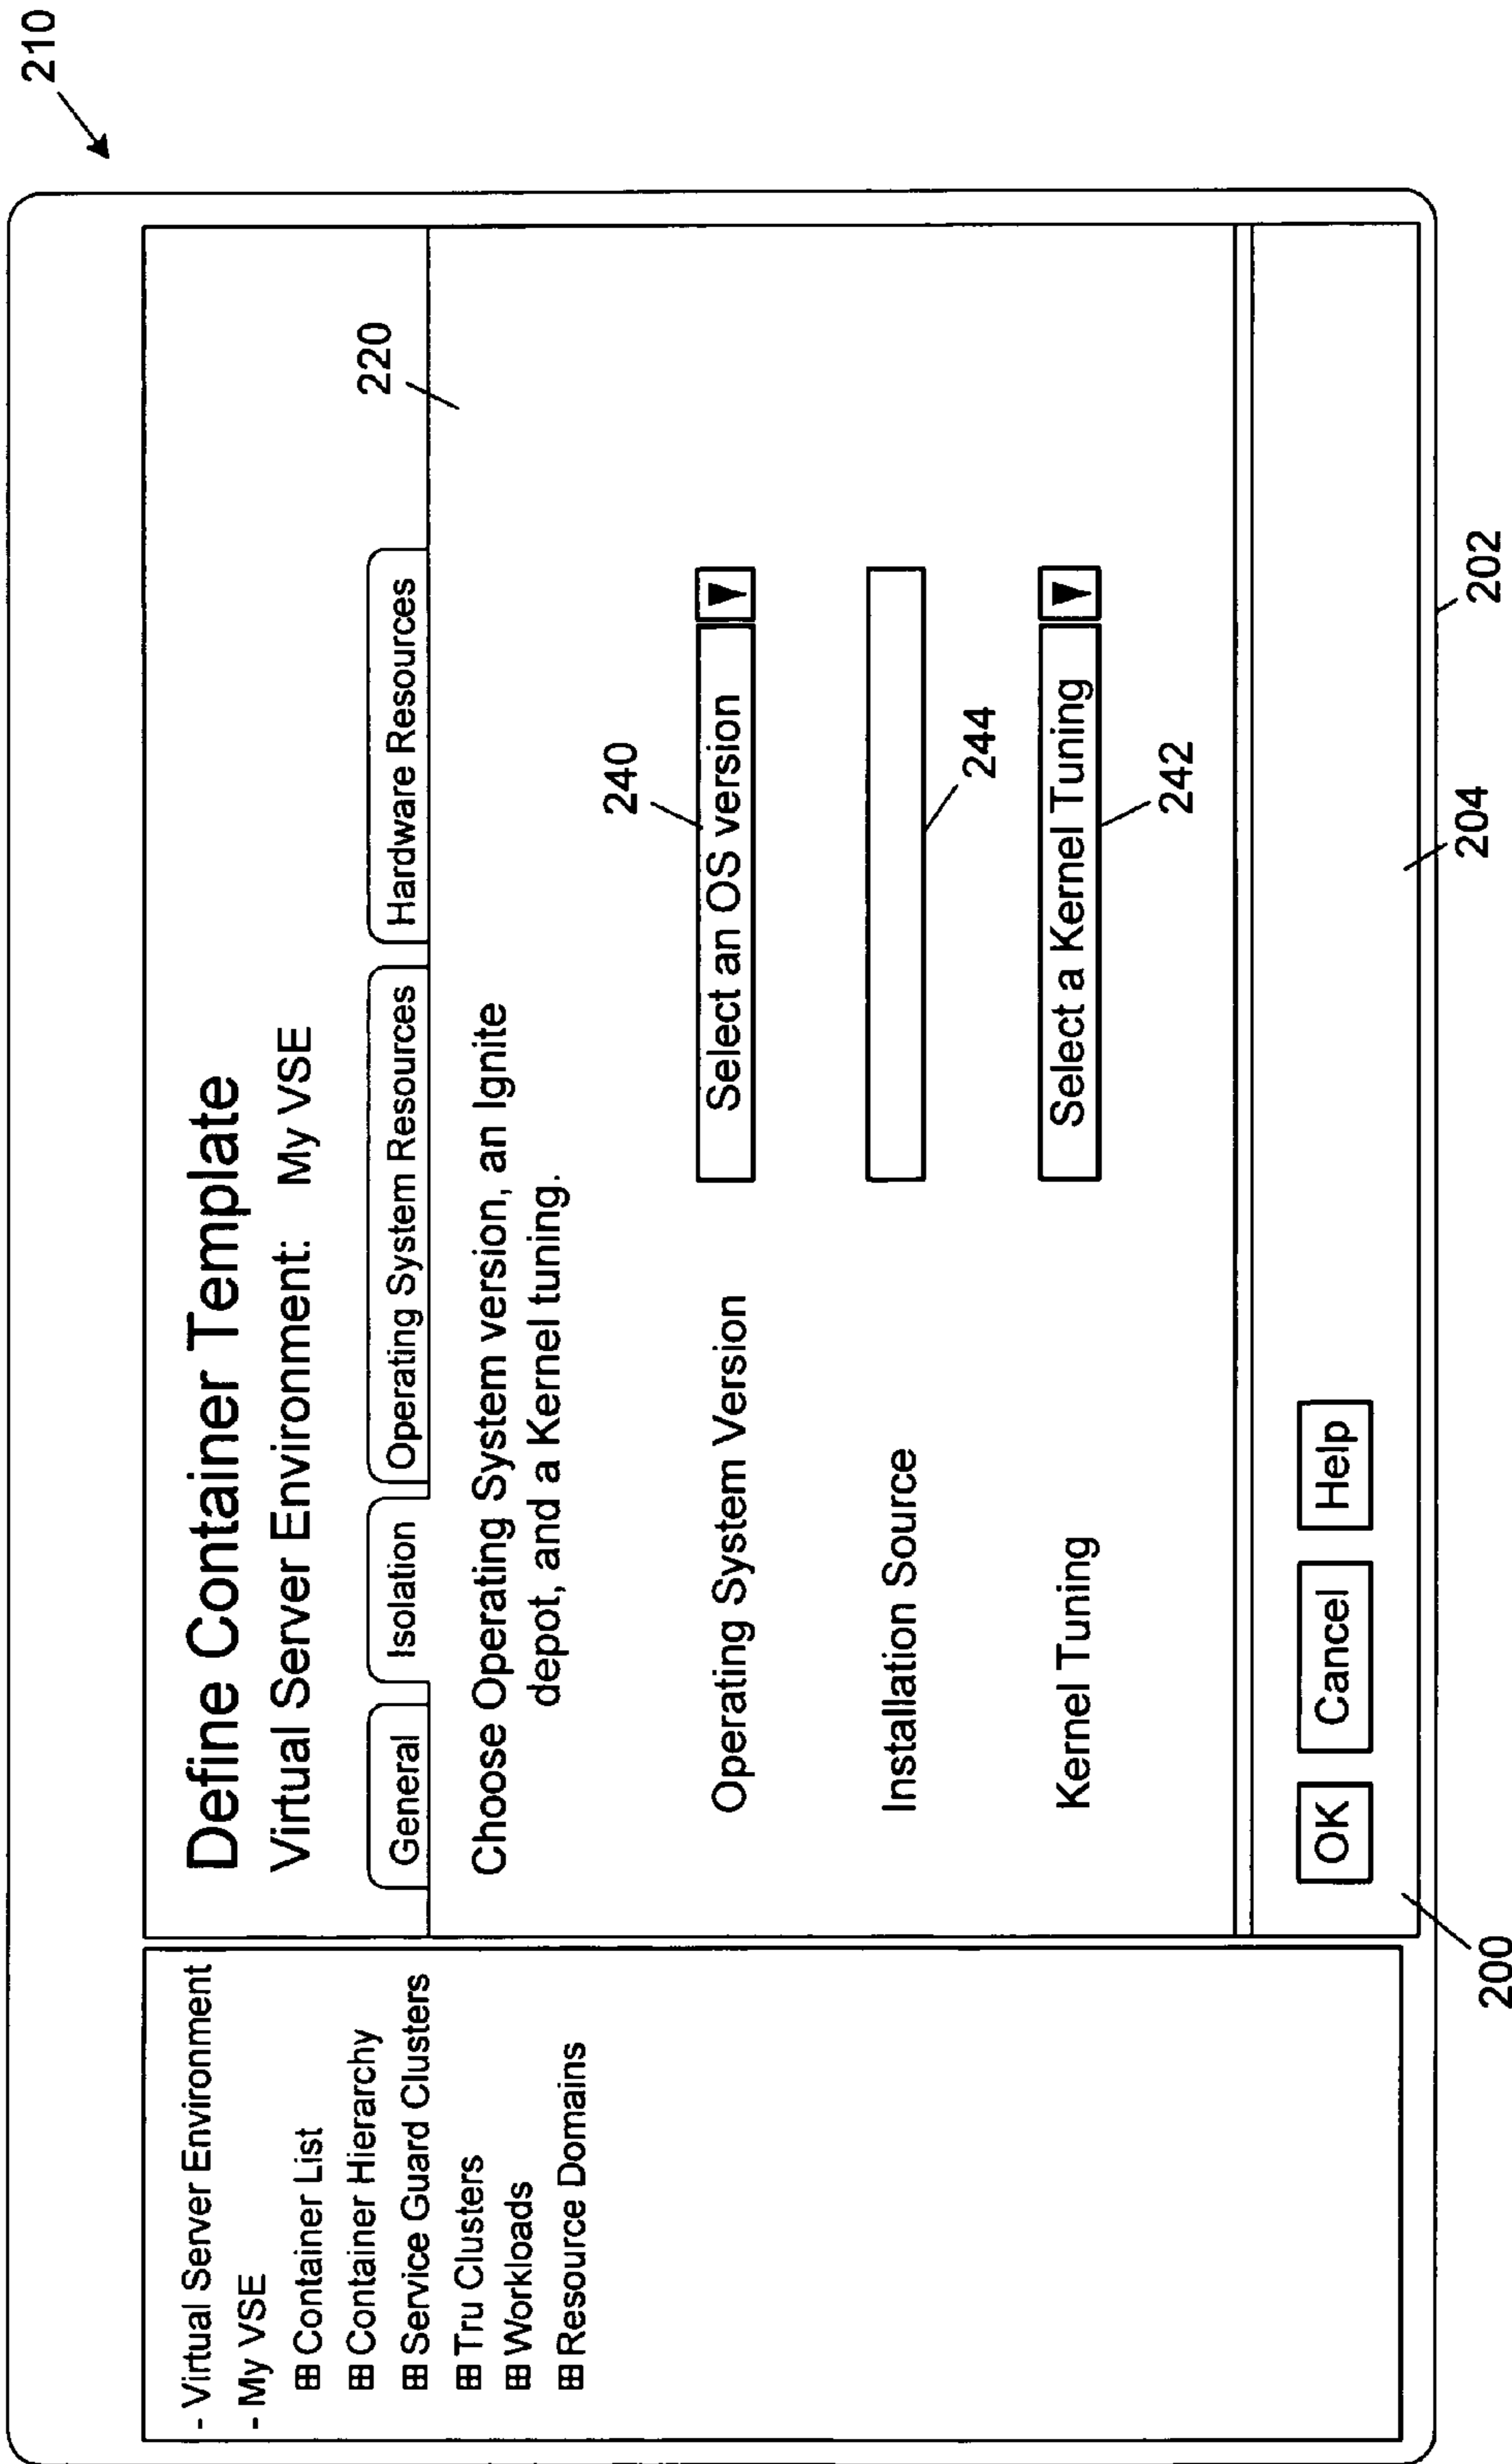 210
- Virtual Server Environment
- My VSE
Container List
Container Hierarchy
Service Guard Clusters
Tru Clusters
Workloads
Resource Domains
Define Container Template
Virtual Server Environment: My VSE
General
Isolation
Operating System Resources
Hardware Resources
220
Choose Operating System version, an Ignite
depot, and a Kernel tuning.
240
Operating System Version
Select an OS version
Installation Source
244
Kernel Tuning
Select a Kernel Tuning
242
OK
Cancel
Help
200
204
202